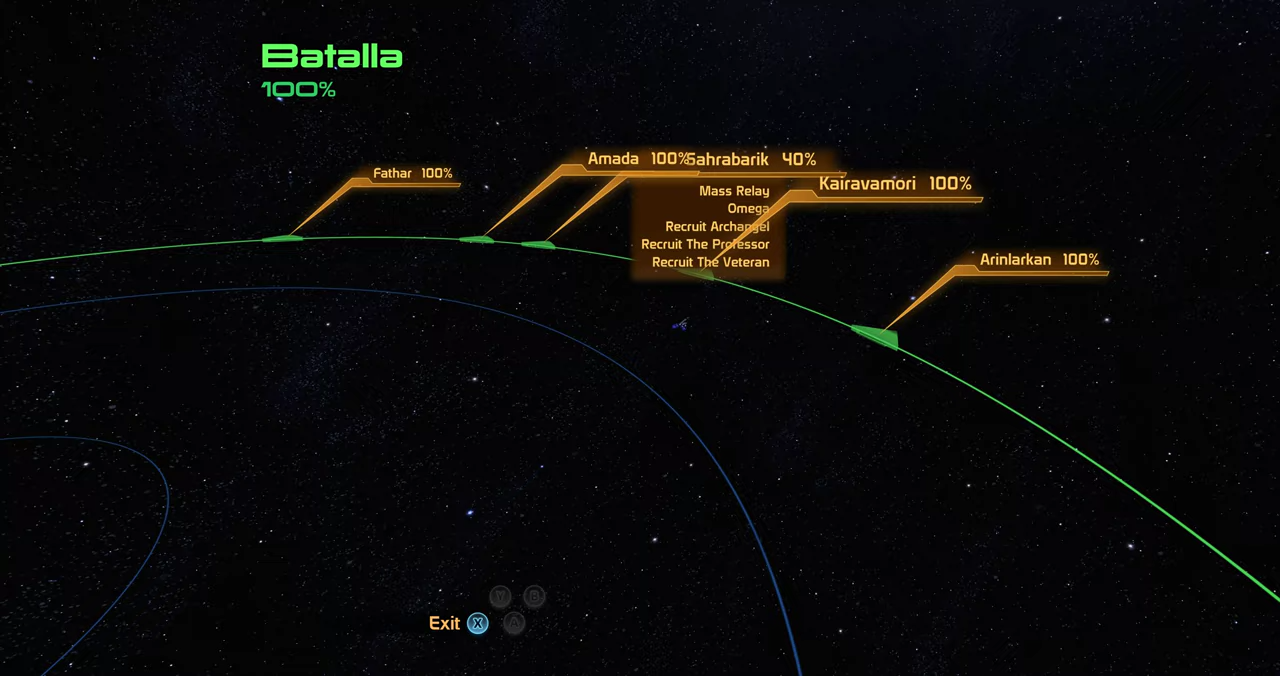 Batalla
100%
Fathar 100%
Amada 100%
Sahrabarik 40%
Mass Relay
Omega
Recruit Archangel
Recruit The Professor
Recruit The Veteran
Kairavamori 100%
Arinlarkan 100%
Y B
Exit X A